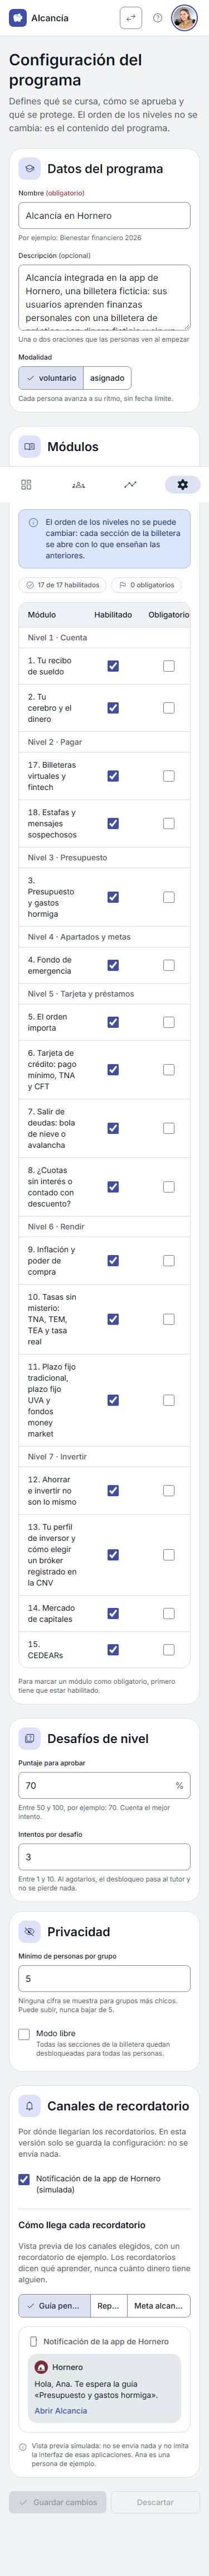 Alcancía
Configuración del
programa
Defines qué se cursa, cómo se aprueba y
qué se protege. El orden de los niveles no se
cambia: es el contenido del programa.
Datos del programa
Nombre (obligatorio)
Alcancía en Hornero
Por ejemplo: Bienestar financiero 2026
Descripción (opcional)
Alcancía integrada en la app de
Hornero, una billetera ficticia: sus
usuarios aprenden finanzas
personales con una billetera de
Una o dos oraciones que las personas ven al empezar
Modalidad
voluntario
asignado
Cada persona avanza a su ritmo, sin fecha límite.
Módulos
El orden de los niveles no se puede
cambiar: cada sección de la billetera
se abre con lo que enseñan las
anteriores.
17 de 17 habilitados
0 obligatorios
Módulo Habilitado Obligatorio
Nivel 1 · Cuenta
1. Tu recibo
de sueldo
2. Tu
cerebro y el
dinero
Nivel 2 · Pagar
17. Billeteras
virtuales y
fintech
18. Estafas y
mensajes
sospechosos
Nivel 3 · Presupuesto
3.
Presupuesto
y gastos
hormiga
Nivel 4 · Apartados y metas
4. Fondo de
emergencia
Nivel 5 · Tarjeta y préstamos
5. El orden
importa
6. Tarjeta de
crédito: pago
mínimo, TNA
y CFT
7. Salir de
deudas: bola
de nieve o
avalancha
8. ¿Cuotas
sin interés o
contado con
descuento?
Nivel 6 · Rendir
9. Inflación y
poder de
compra
10. Tasas sin
misterio:
TNA, TEM,
TEA y tasa
real
11. Plazo fijo
tradicional,
plazo fijo
UVA y
fondos
money
market
Nivel 7 · Invertir
12. Ahorrar
e invertir no
son lo mismo
13. Tu perfil
de inversor y
cómo elegir
un bróker
registrado en
la CNV
14. Mercado
de capitales
15.
CEDEARs
Para marcar un módulo como obligatorio, primero
tiene que estar habilitado.
Desafíos de nivel
Puntaje para aprobar
70 %
Entre 50 y 100, por ejemplo: 70. Cuenta el mejor
intento.
Intentos por desafío
3
Entre 1 y 10. Al agotarlos, el desbloqueo pasa al tutor y
no se pierde nada.
Privacidad
Mínimo de personas por grupo
5
Ninguna cifra se muestra para grupos más chicos.
Puede subir, nunca bajar de 5.
Modo libre
Todas las secciones de la billetera quedan
desbloqueadas para todas las personas.
Canales de recordatorio
Por dónde llegarían los recordatorios. En esta
versión solo se guarda la configuración: no se
envía nada.
Notificación de la app de Hornero
(simulada)
Cómo llega cada recordatorio
Vista previa de los canales elegidos, con un
recordatorio de ejemplo. Los recordatorios
dicen qué aprender, nunca cuánto dinero tiene
alguien.
Guía pen...
Rep...
Meta alcan...
Notificación de la app de Hornero
Hornero
Hola, Ana. Te espera la guía
«Presupuesto y gastos hormiga».
Abrir Alcancía
Vista previa simulada: no se envía nada y no imita
la interfaz de esas aplicaciones. Ana es una
persona de ejemplo.
Guardar cambios
Descartar